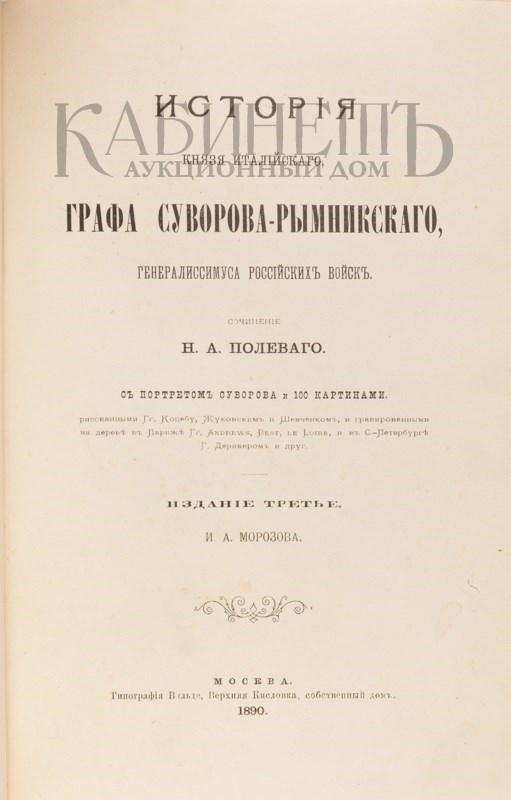 ИСТОРІЯ
КАБИНЕТЪ
КНЯЗЯ ИТАЛІЙСКАГО,
АУКЦИОННЫЙ ДОМ
ГРАФА СУВОРОВА-РЫМНИКСКАГО,
ГЕНЕРАЛИССИМУСА РОССІЙСКИХЪ ВОЙСКЪ.
СОЧИНЕНІЕ
Н. А. ПОЛЕВАГО.
СЪ ПОРТРЕТОМЪ СУВОРОВА и 100 КАРТИНАМИ.
рисованными Гг. Коцебу, Жуковскимъ и Шевченкомъ, и гравированными
на деревѣ въ Парижѣ Гг. Andrews, Best, le Loir, и въ С.-Петербургѣ
Г. Дерикеромъ и друг.
ИЗДАНІЕ ТРЕТЬЕ.
И. А. МОРОЗОВА.
МОСКВА.
Типографія Вильде, Верхняя Кисловка, собственный домъ.
1890.